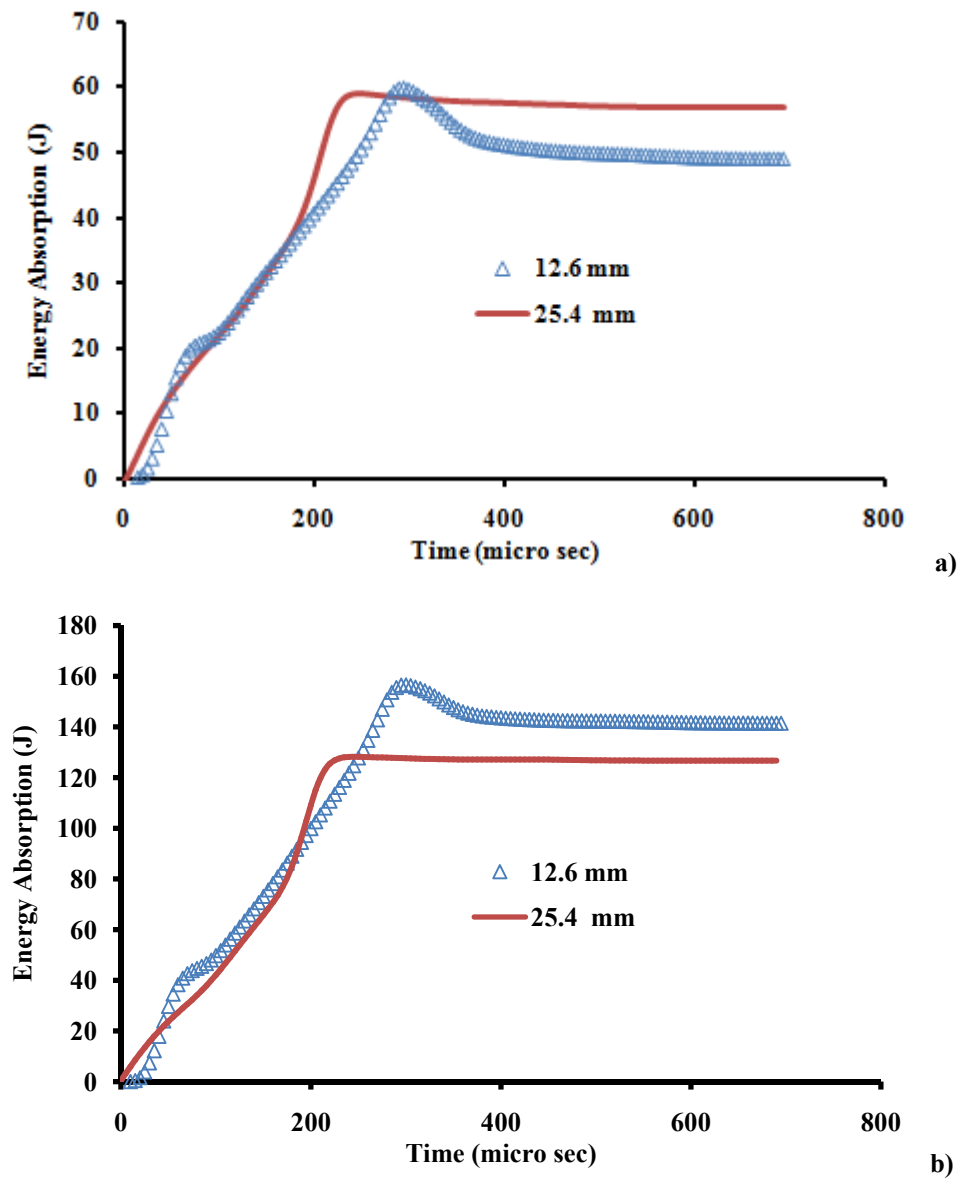 70
60
50
40
30
20
10
0
Energy Absorption (J)
12.6 mm
25.4 mm
0 200 400 600 800
Time (micro sec)
a)
180
160
140
120
100
80
60
40
20
0
Energy Absorption (J)
12.6 mm
25.4 mm
0 200 400 600 800
Time (micro sec)
b)